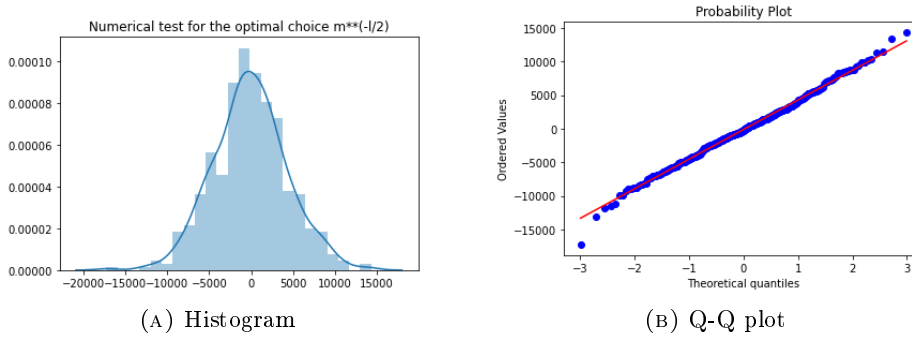 Numerical test for the optimal choice m**(-l/2)
0.00010
0.00008
0.00006
0.00004
0.00002
0.00000
−20000 −15000 −10000 −5000 0 5000 10000 15000
(A) Histogram
Probability Plot
15000
10000
5000
0
−5000
−10000
−15000
Ordered Values
−3 −2 −1 0 1 2 3
Theoretical quantiles
(B) Q-Q plot